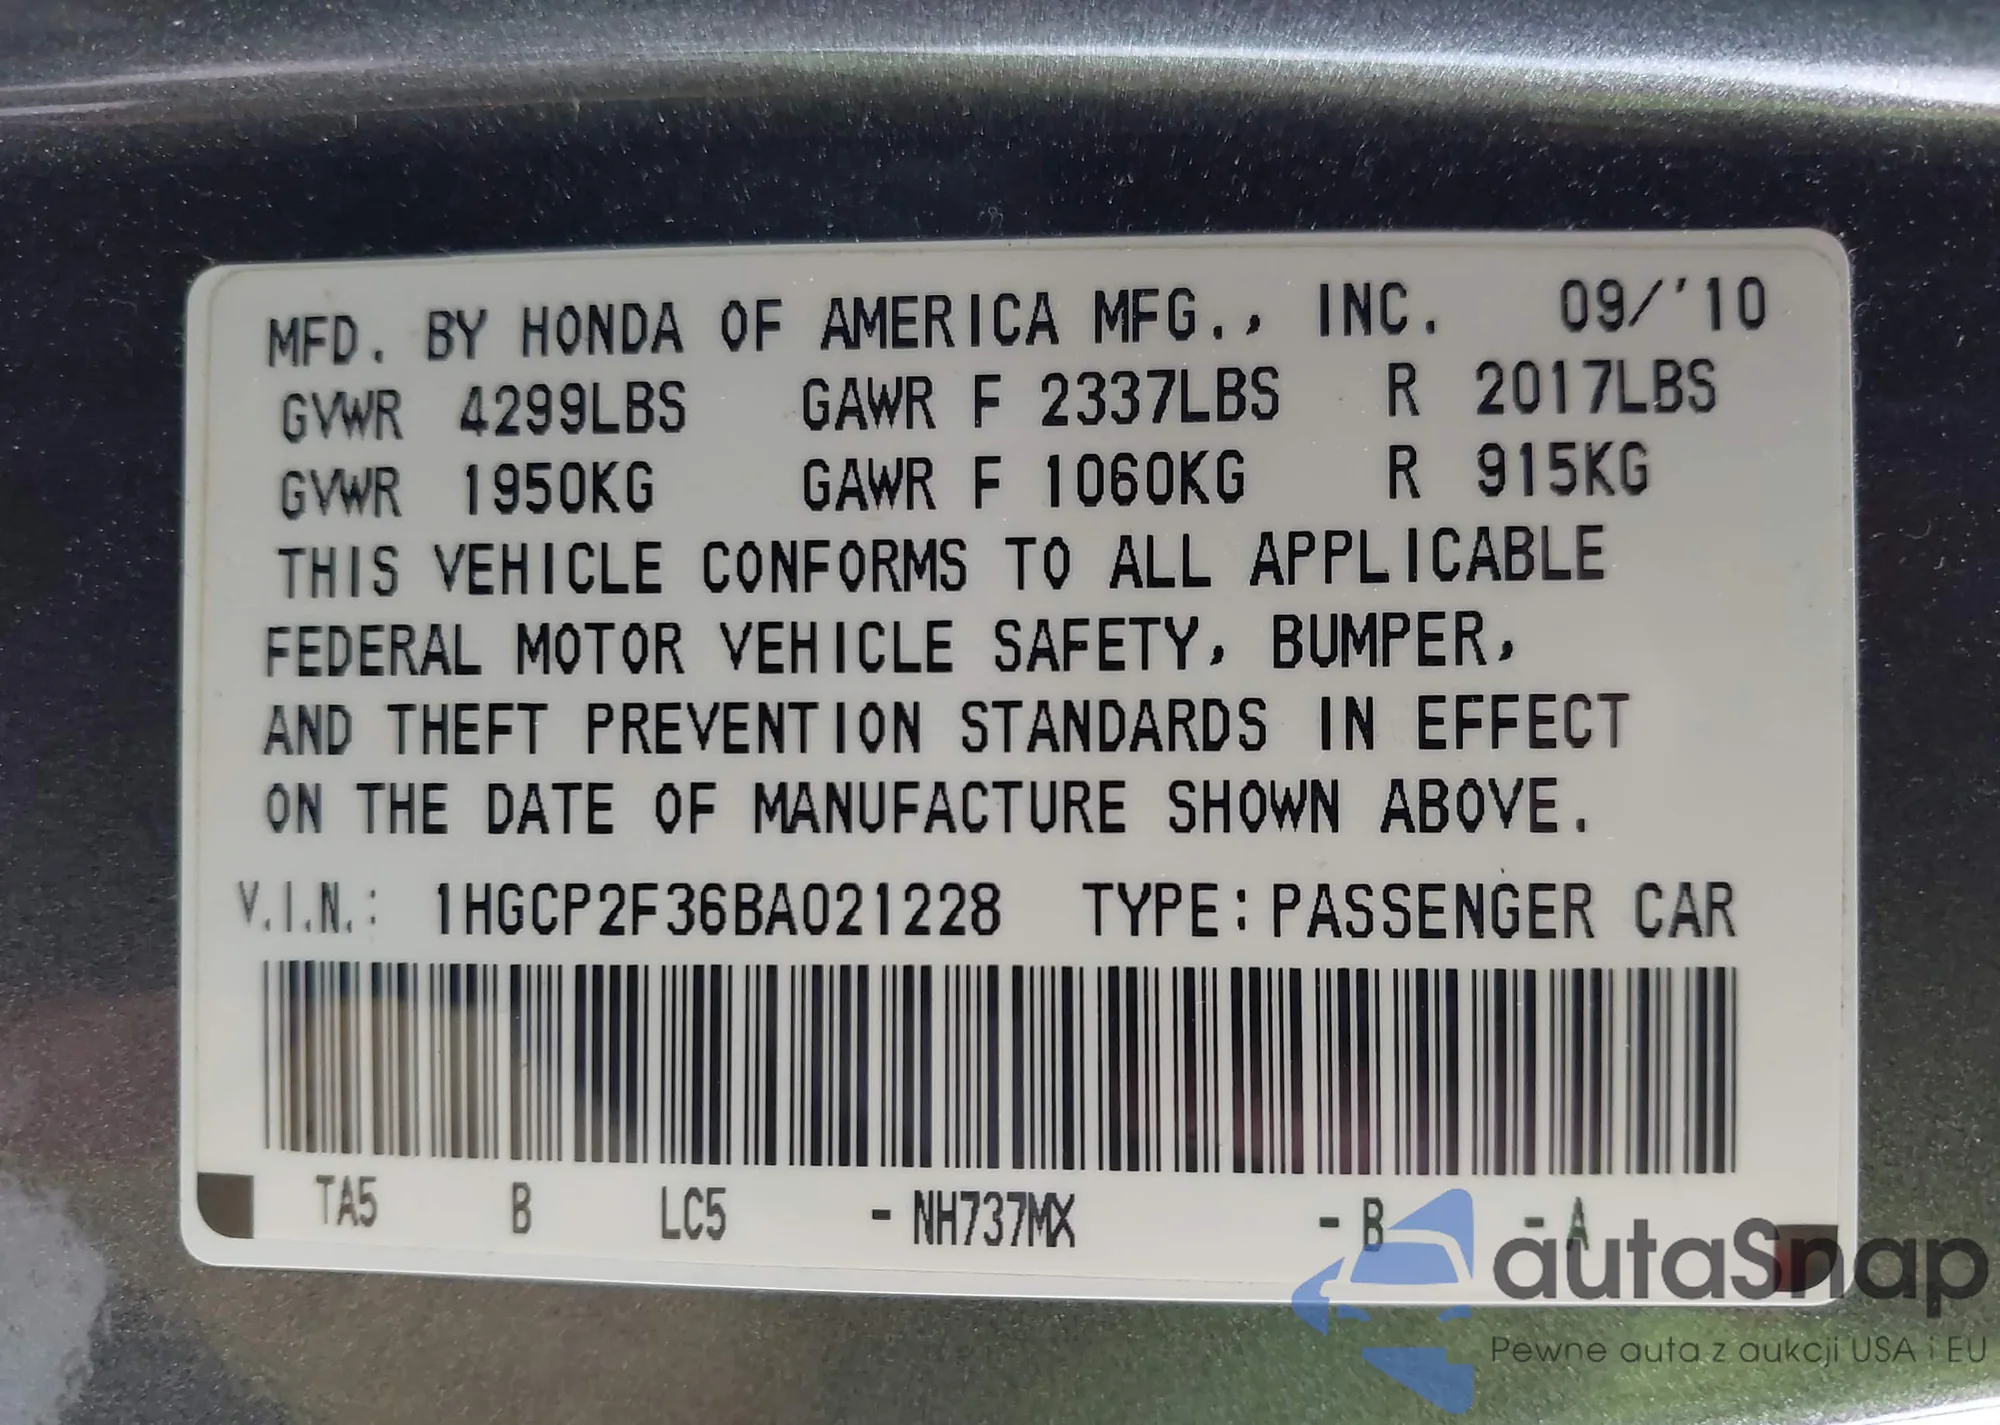 MFD. BY HONDA OF AMERICA MFG., INC. 09/'10
GVWR 4299LBS GAWR F 2337LBS R 2017LBS
GVWR 1950KG GAWR F 1060KG R 915KG
THIS VEHICLE CONFORMS TO ALL APPLICABLE
FEDERAL MOTOR VEHICLE SAFETY, BUMPER,
AND THEFT PREVENTION STANDARDS IN EFFECT
ON THE DATE OF MANUFACTURE SHOWN ABOVE.
V.I.N.: 1HGCP2F36BA021228 TYPE: PASSENGER CAR
TA5 B LC5 - NH737MX - B - A
autaSnap
Pewne auta z aukcji USA i EU